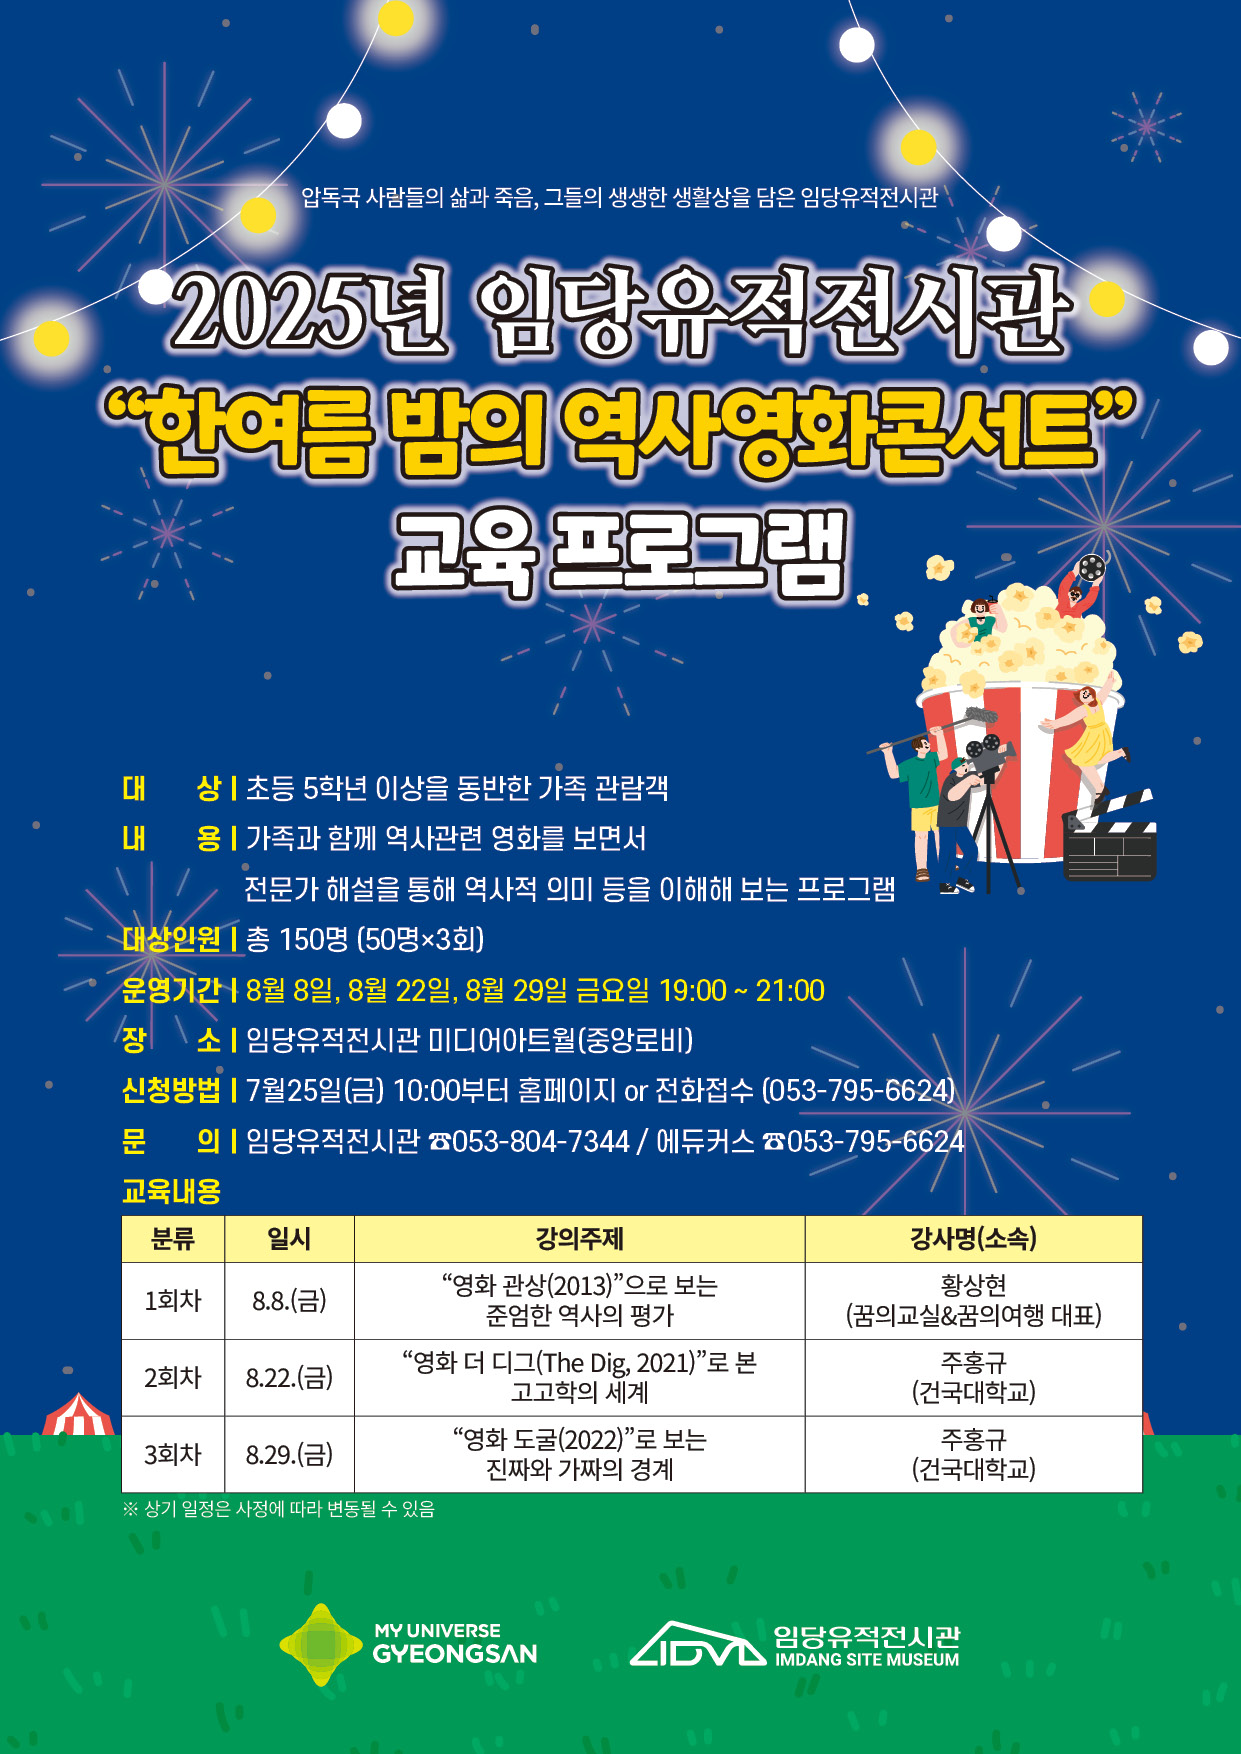 압독국 사람들의 삶과 죽음, 그들의 생생한 생활상을 담은 임당유적전시관
2025년 임당유적전시관
“한여름 밤의 역사영화콘서트”
교육 프로그램
대 상 | 초등 5학년 이상을 동반한 가족 관람객
내 용 | 가족과 함께 역사관련 영화를 보면서
전문가 해설을 통해 역사적 의미 등을 이해해 보는 프로그램
대상인원 | 총 150명 (50명×3회)
운영기간 | 8월 8일, 8월 22일, 8월 29일 금요일 19:00 ~ 21:00
장 소 | 임당유적전시관 미디어아트월(중앙로비)
신청방법 | 7월25일(금) 10:00부터 홈페이지 or 전화접수 (053-795-6624)
문 의 | 임당유적전시관 ☎053-804-7344 / 에듀커스 ☎053-795-6624
교육내용
분류 일시 강의주제 강사명(소속)
1회차 8.8.(금) “영화 관상(2013)”으로 보는 황상현
준엄한 역사의 평가 (꿈의교실&꿈의여행 대표)
2회차 8.22.(금) “영화 더 디그(The Dig, 2021)”로 본 주홍규
고고학의 세계 (건국대학교)
3회차 8.29.(금) “영화 도굴(2022)”로 보는 주홍규
진짜와 가짜의 경계 (건국대학교)
※ 상기 일정은 사정에 따라 변동될 수 있음
MY UNIVERSE
GYEONGSAN
임당유적전시관
IMDANG SITE MUSEUM